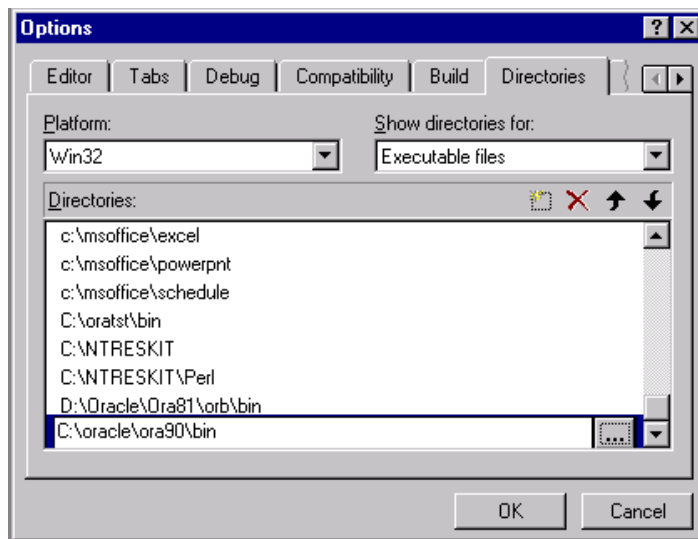 Options
Editor Tabs Debug Compatibility Build Directories
Platform: Show directories for:
Win32 Executable files
Directories:
c:\msoffice\excel
c:\msoffice\powerpnt
c:\msoffice\schedule
C:\oratst\bin
C:\NTRESKIT
C:\NTRESKIT\Perl
D:\Oracle\Ora81\orb\bin
C:\oracle\ora90\bin ...
OK Cancel